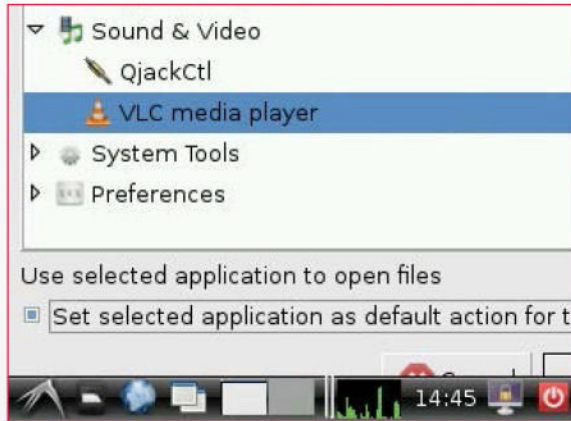 Sound & Video
QjackCtl
VLC media player
System Tools
Preferences
Use selected application to open files
Set selected application as default action for t
14:45